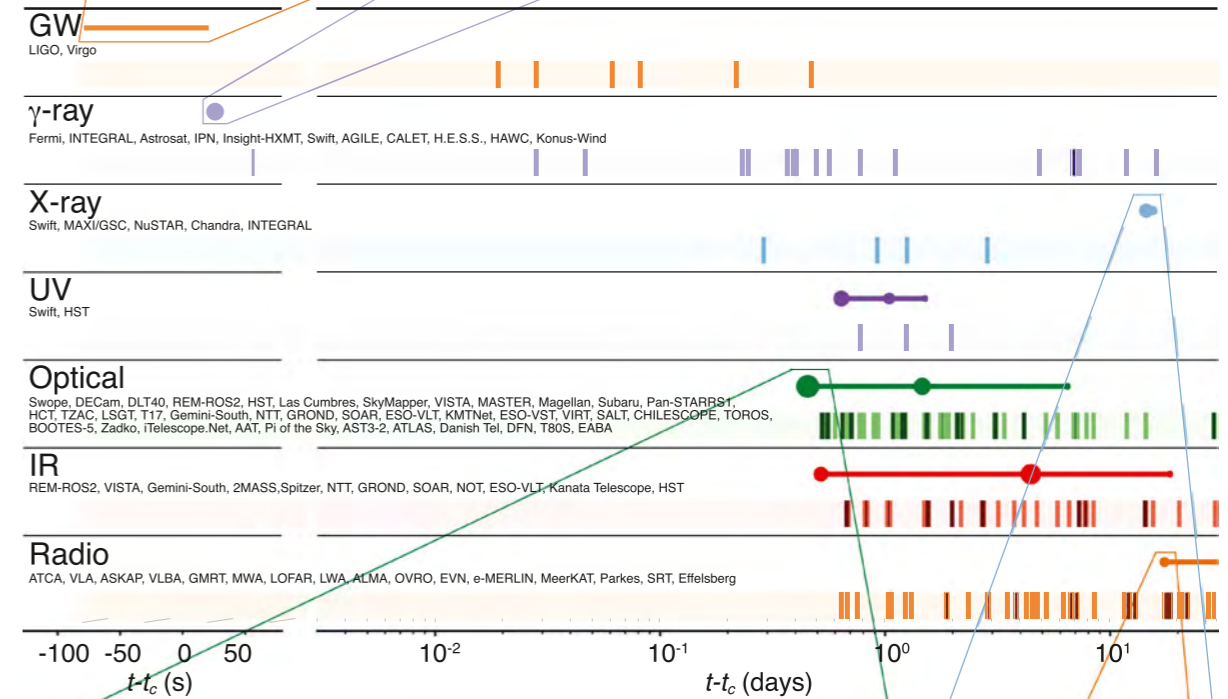 GW
LIGO, Virgo
γ-ray
Fermi, INTEGRAL, Astrosat, IPN, Insight-HXMT, Swift, AGILE, CALET, H.E.S.S., HAWC, Konus-Wind
X-ray
Swift, MAXI/GSC, NuSTAR, Chandra, INTEGRAL
UV
Swift, HST
Optical
Swope, DECam, DLT40, REM-ROS2, HST, Las Cumbres, SkyMapper, VISTA, MASTER, Magellan, Subaru, Pan-STARRS1,
HCT, TZAC, LSGT, T17, Gemini-South, NTT, GROND, SOAR, ESO-VLT, KMTNet, ESO-VST, VIRT, SALT, CHILESCOPE, TOROS,
BOOTES-5, Zadko, iTelescope.Net, AAT, Pi of the Sky, AST3-2, ATLAS, Danish Tel, DFN, T80S, EABA
IR
REM-ROS2, VISTA, Gemini-South, 2MASS,Spitzer, NTT, GROND, SOAR, NOT, ESO-VLT, Kanata Telescope, HST
Radio
ATCA, VLA, ASKAP, VLBA, GMRT, MWA, LOFAR, LWA, ALMA, OVRO, EVN, e-MERLIN, MeerKAT, Parkes, SRT, Effelsberg
-100 -50 0 50 10⁻² 10⁻¹ 10⁰ 10¹
t-t_c (s) t-t_c (days)